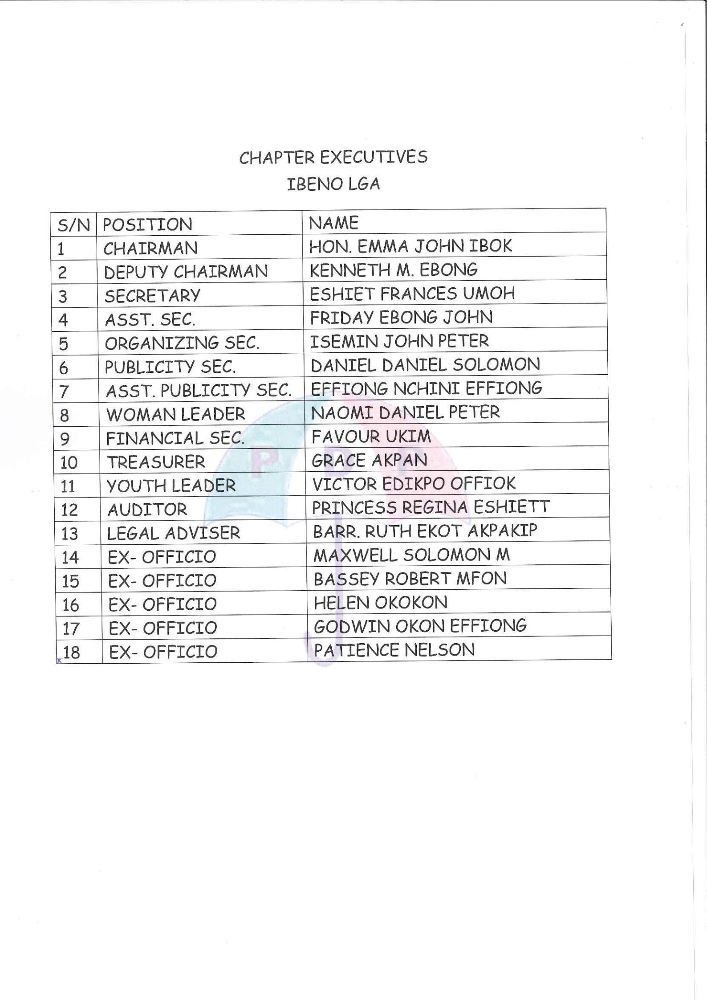 CHAPTER EXECUTIVES
IBENO LGA
S/N POSITION NAME
1 CHAIRMAN HON. EMMA JOHN IBOK
2 DEPUTY CHAIRMAN KENNETH M. EBONG
3 SECRETARY ESHIET FRANCES UMOH
4 ASST. SEC. FRIDAY EBONG JOHN
5 ORGANIZING SEC. ISEMIN JOHN PETER
6 PUBLICITY SEC. DANIEL DANIEL SOLOMON
7 ASST. PUBLICITY SEC. EFFIONG NCHINI EFFIONG
8 WOMAN LEADER NAOMI DANIEL PETER
9 FINANCIAL SEC. FAVOUR UKIM
10 TREASURER GRACE AKPAN
11 YOUTH LEADER VICTOR EDIKPO OFFIOK
12 AUDITOR PRINCESS REGINA ESHIETT
13 LEGAL ADVISER BARR. RUTH EKOT AKPAKIP
14 EX- OFFICIO MAXWELL SOLOMON M
15 EX- OFFICIO BASSEY ROBERT MFON
16 EX- OFFICIO HELEN OKOKON
17 EX- OFFICIO GODWIN OKON EFFIONG
18 EX- OFFICIO PATIENCE NELSON
P D P